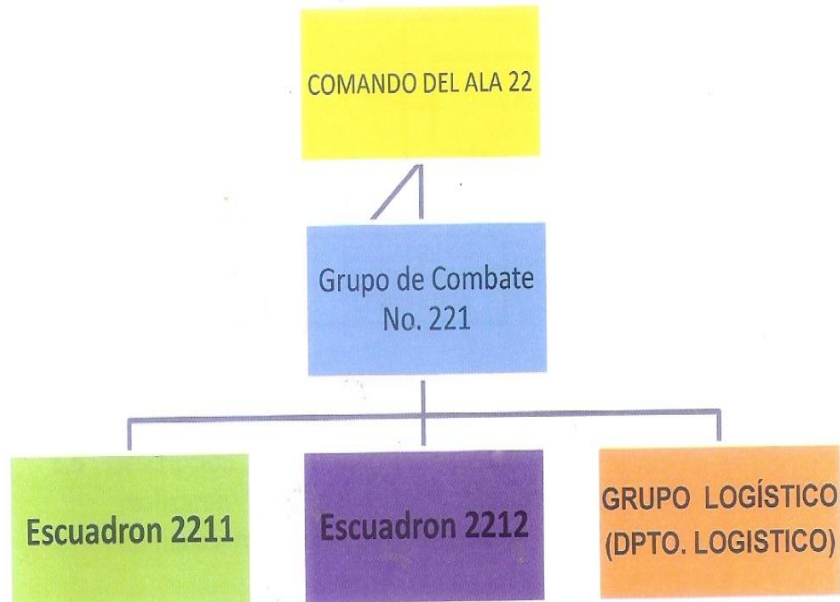 COMANDO DEL ALA 22
Grupo de Combate
No. 221
Escuadron 2211
Escuadron 2212
GRUPO LOGÍSTICO
(DPTO. LOGISTICO)